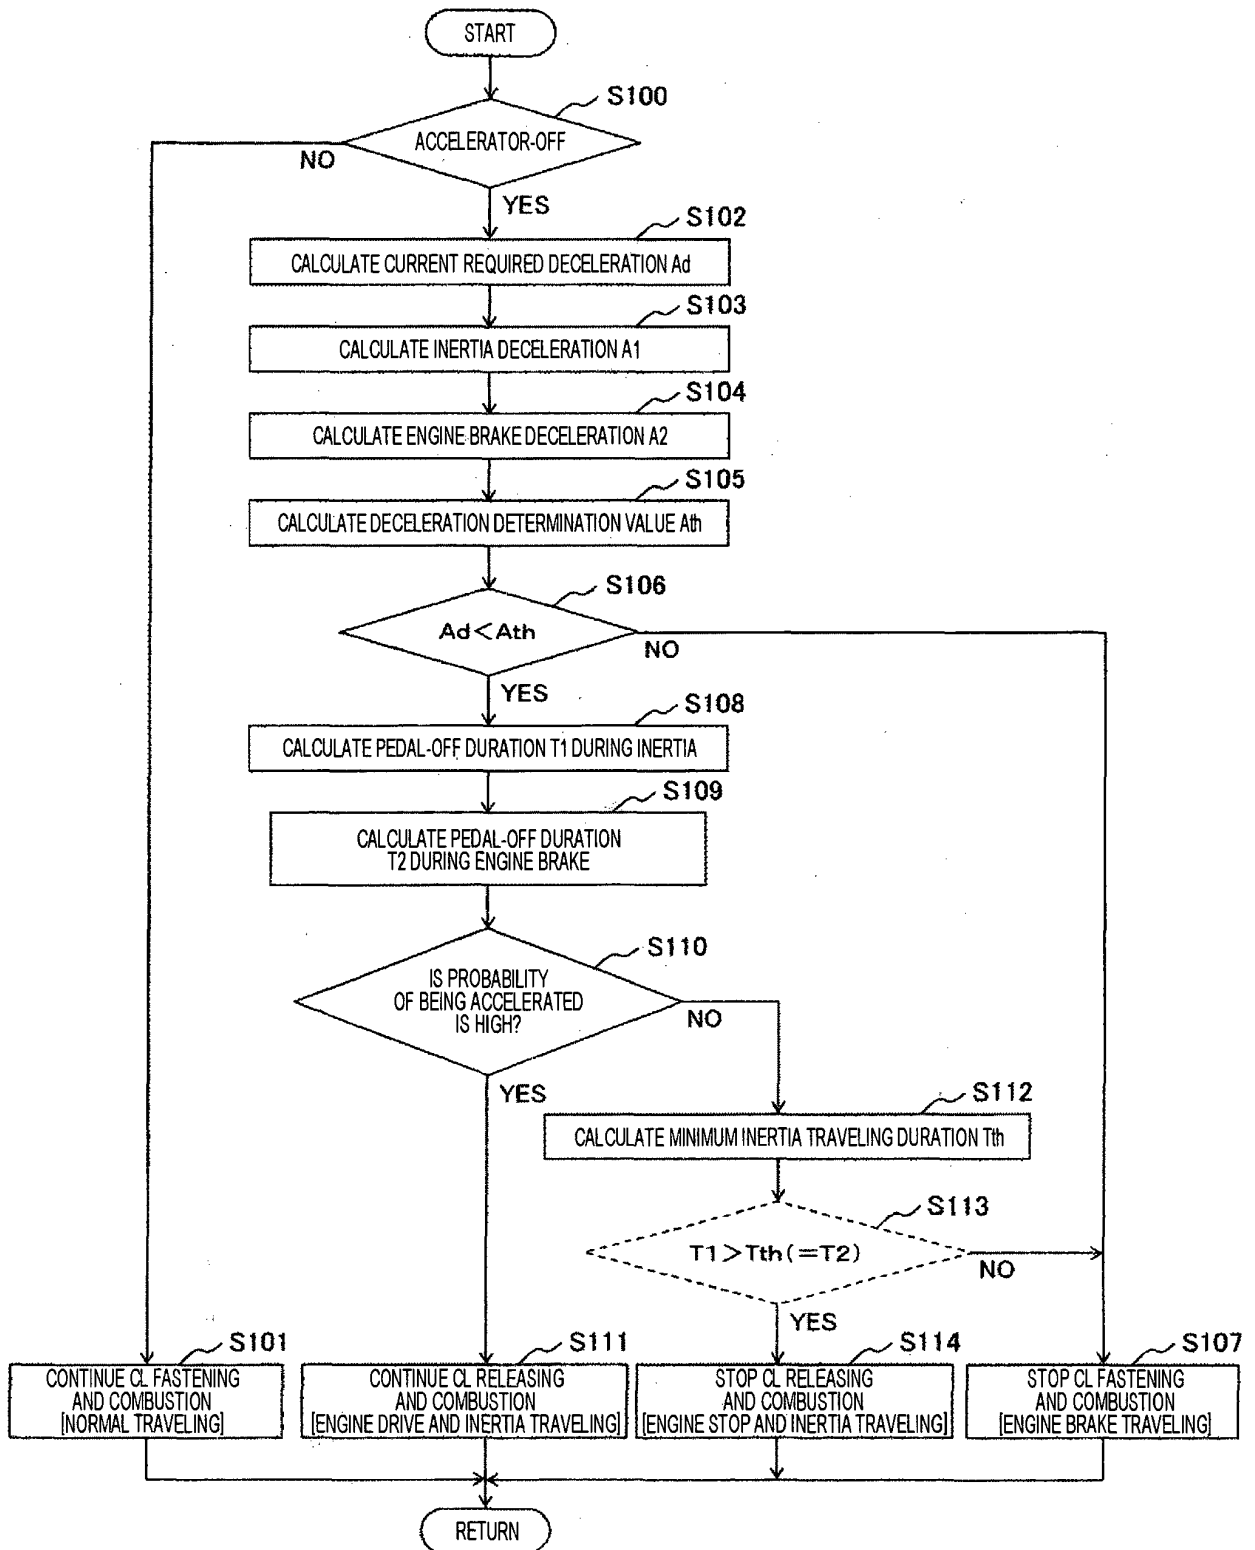 START
S100
ACCELERATOR-OFF
NO
YES
S102
CALCULATE CURRENT REQUIRED DECELERATION Ad
S103
CALCULATE INERTIA DECELERATION A1
S104
CALCULATE ENGINE BRAKE DECELERATION A2
S105
CALCULATE DECELERATION DETERMINATION VALUE Ath
S106
Ad<Ath
NO
YES
S108
CALCULATE PEDAL-OFF DURATION T1 DURING INERTIA
S109
CALCULATE PEDAL-OFF DURATION
T2 DURING ENGINE BRAKE
S110
IS PROBABILITY
OF BEING ACCELERATED
IS HIGH?
NO
YES
S112
CALCULATE MINIMUM INERTIA TRAVELING DURATION Tth
S113
T1>Tth(=T2)
NO
YES
S101
CONTINUE CL FASTENING
AND COMBUSTION
[NORMAL TRAVELING]
S111
CONTINUE CL RELEASING
AND COMBUSTION
[ENGINE DRIVE AND INERTIA TRAVELING]
S114
STOP CL RELEASING
AND COMBUSTION
[ENGINE STOP AND INERTIA TRAVELING]
S107
STOP CL FASTENING
AND COMBUSTION
[ENGINE BRAKE TRAVELING]
RETURN